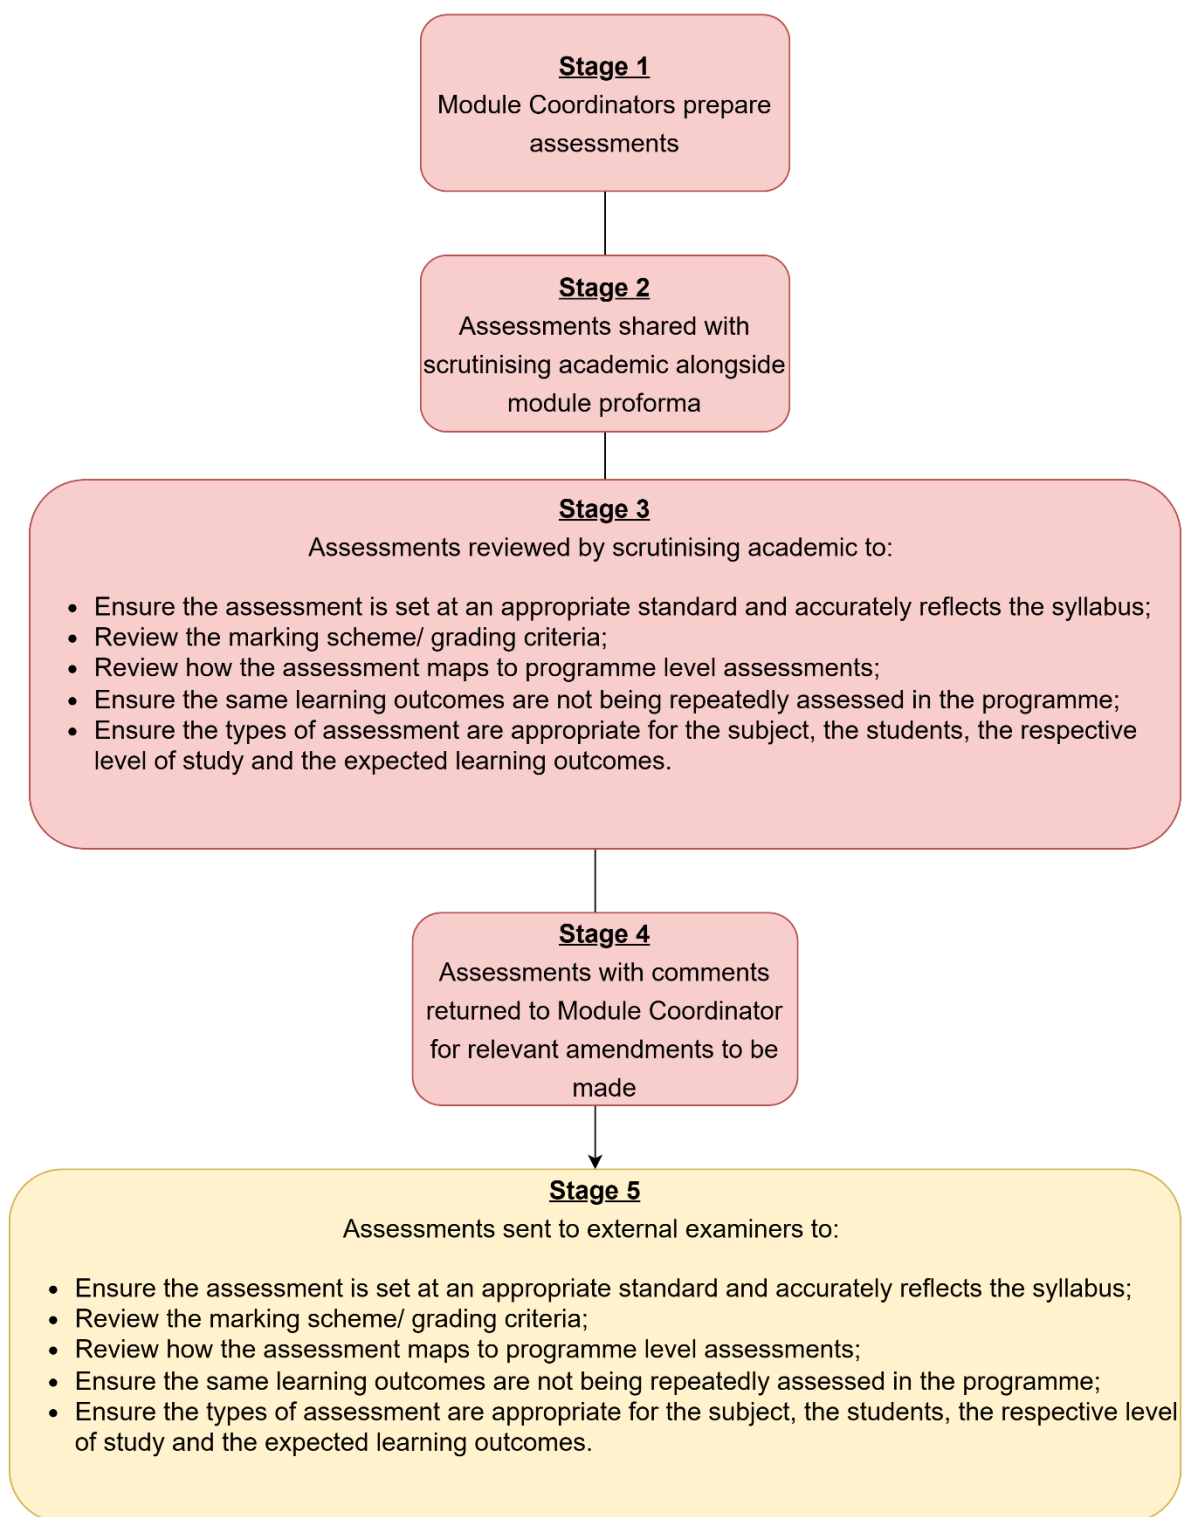 Stage 1
Module Coordinators prepare
assessments
Stage 2
Assessments shared with
scrutinising academic alongside
module proforma
Stage 3
Assessments reviewed by scrutinising academic to:
• Ensure the assessment is set at an appropriate standard and accurately reflects the syllabus;
• Review the marking scheme/ grading criteria;
• Review how the assessment maps to programme level assessments;
• Ensure the same learning outcomes are not being repeatedly assessed in the programme;
• Ensure the types of assessment are appropriate for the subject, the students, the respective
level of study and the expected learning outcomes.
Stage 4
Assessments with comments
returned to Module Coordinator
for relevant amendments to be
made
Stage 5
Assessments sent to external examiners to:
• Ensure the assessment is set at an appropriate standard and accurately reflects the syllabus;
• Review the marking scheme/ grading criteria;
• Review how the assessment maps to programme level assessments;
• Ensure the same learning outcomes are not being repeatedly assessed in the programme;
• Ensure the types of assessment are appropriate for the subject, the students, the respective level
of study and the expected learning outcomes.